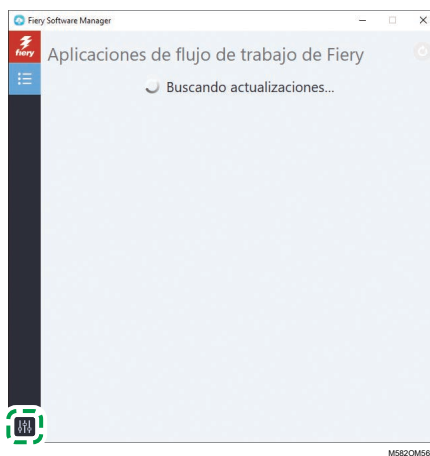 Fiery Software Manager
fiery
Aplicaciones de flujo de trabajo de Fiery
Buscando actualizaciones...
M582OM56